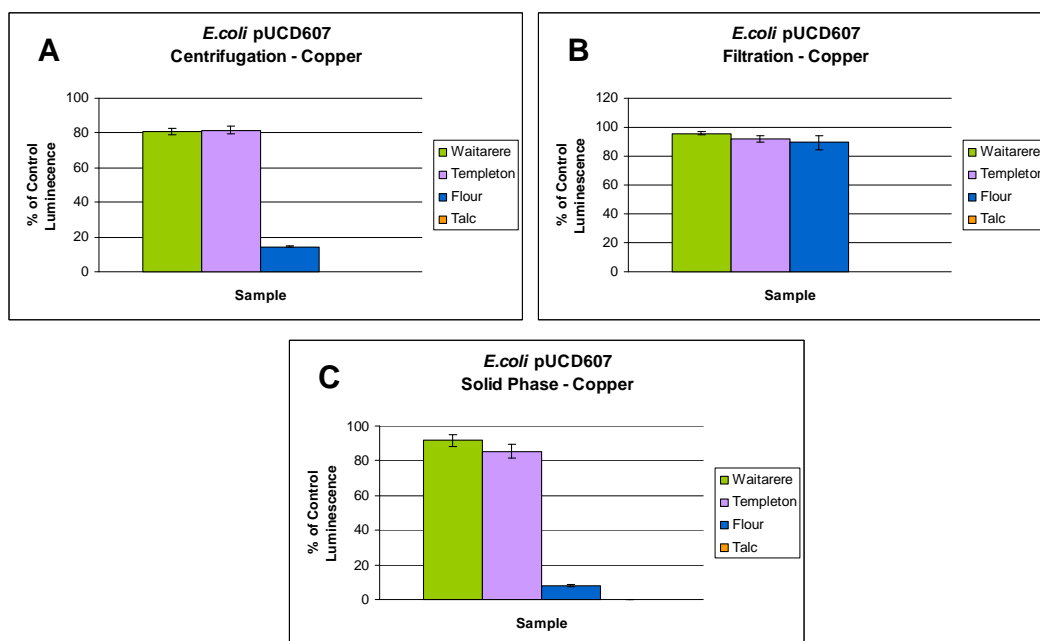 A
E.coli pUCD607
Centrifugation - Copper
% of Control
Luminecence
100
80
60
40
20
0
Sample
Waitarere
Templeton
Flour
Talc
B
E.coli pUCD607
Filtration - Copper
% of Control
Luminescence
120
100
80
60
40
20
0
Sample
Waitarere
Templeton
Flour
Talc
C
E.coli pUCD607
Solid Phase - Copper
% of Control
Luminescence
100
80
60
40
20
0
Sample
Waitarere
Templeton
Flour
Talc